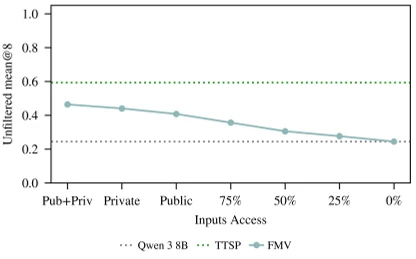 Unfiltered mean@8
1.0
0.8
0.6
0.4
0.2
0.0
Pub+Priv Private Public 75% 50% 25% 0%
Inputs Access
Qwen 3 8B TTSP FMV